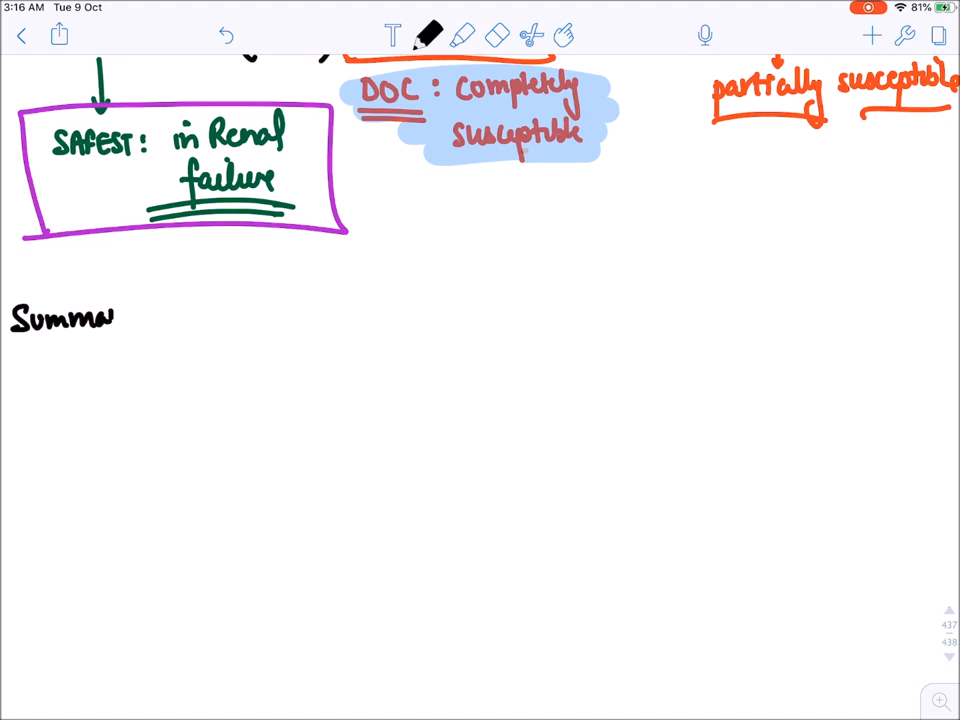 3:16 AM Tue 9 Oct
81%
T
DOC : Completely
susceptible
partially susceptible
SAFEST : in Renal
failure
Summa
437
438